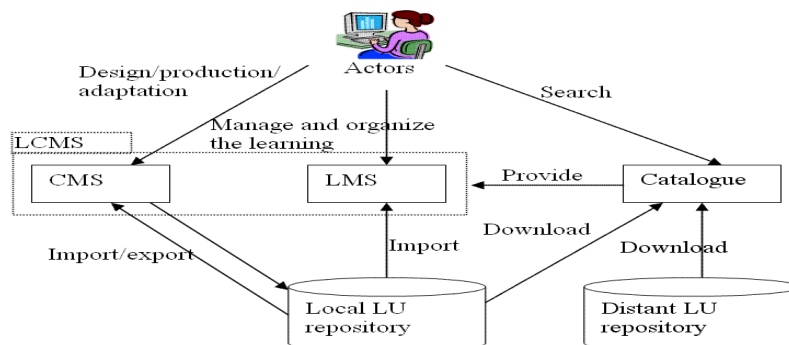 Actors
Design/production/
adaptation
Search
Manage and organize
the learning
LCMS
CMS
LMS
Provide
Catalogue
Import/export
Import
Download
Download
Local LU
repository
Distant LU
repository